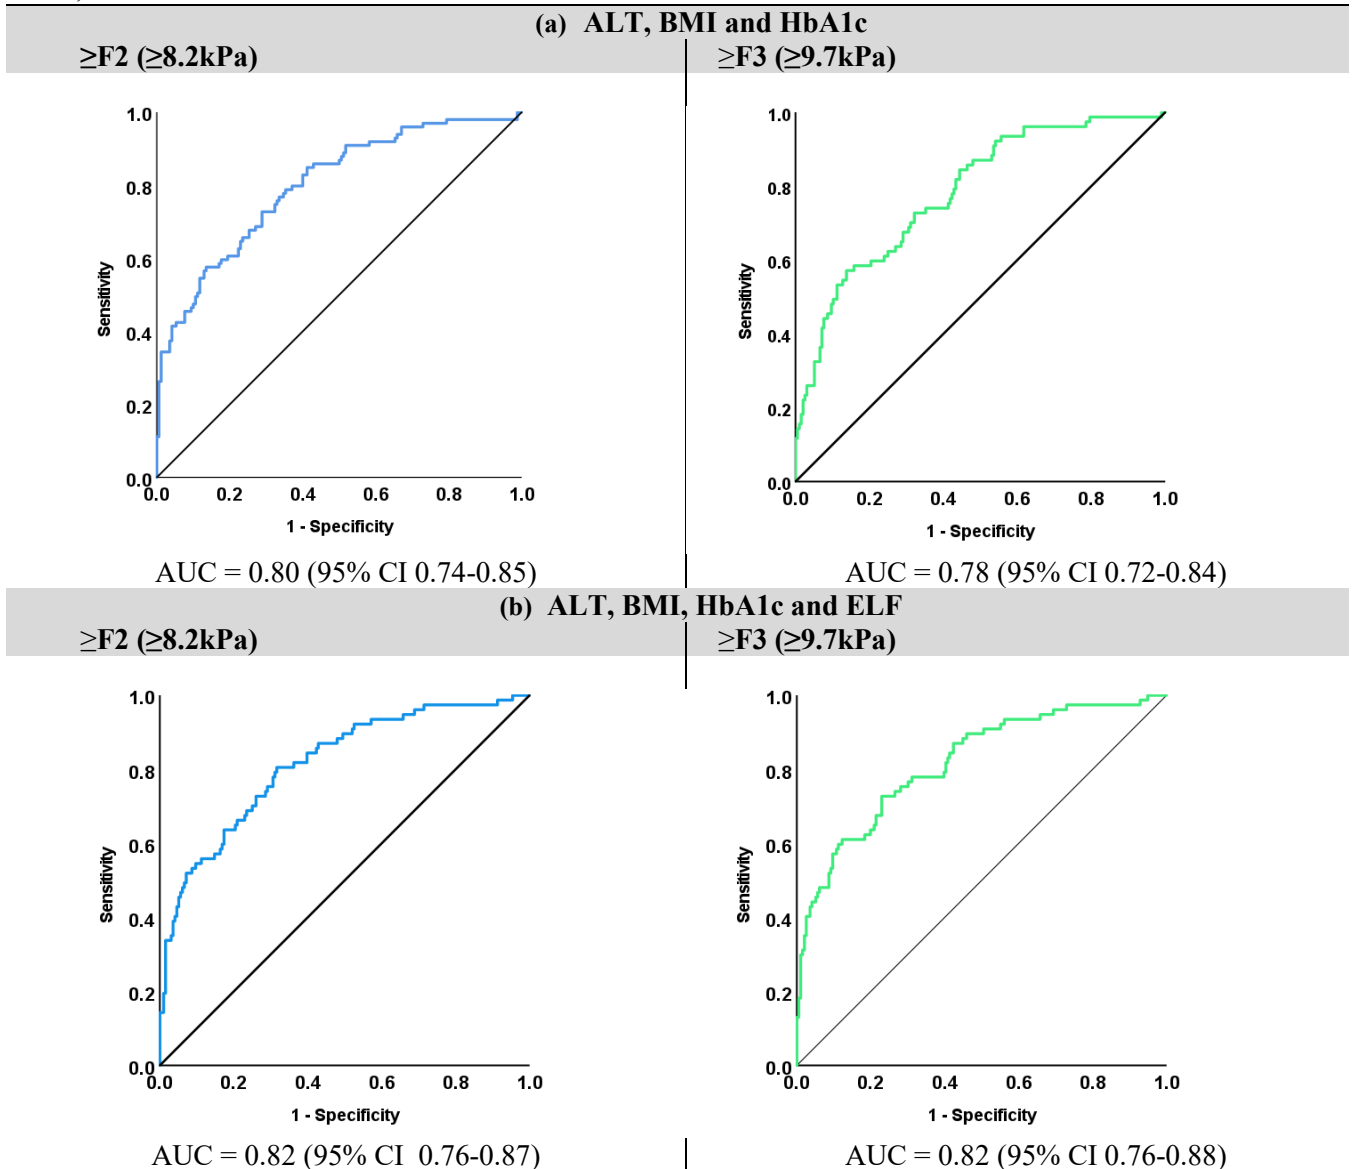 (a) ALT, BMI and HbA1c
≥F2 (≥8.2kPa) ≥F3 (≥9.7kPa)
1.0
0.8
0.6
0.4
0.2
0.0
Sensitivity
0.0 0.2 0.4 0.6 0.8 1.0
1 - Specificity
AUC = 0.80 (95% CI 0.74-0.85)
1.0
0.8
0.6
0.4
0.2
0.0
Sensitivity
0.0 0.2 0.4 0.6 0.8 1.0
1 - Specificity
AUC = 0.78 (95% CI 0.72-0.84)
(b) ALT, BMI, HbA1c and ELF
≥F2 (≥8.2kPa) ≥F3 (≥9.7kPa)
1.0
0.8
0.6
0.4
0.2
0.0
Sensitivity
0.0 0.2 0.4 0.6 0.8 1.0
1 - Specificity
AUC = 0.82 (95% CI 0.76-0.87)
1.0
0.8
0.6
0.4
0.2
0.0
Sensitivity
0.0 0.2 0.4 0.6 0.8 1.0
1 - Specificity
AUC = 0.82 (95% CI 0.76-0.88)